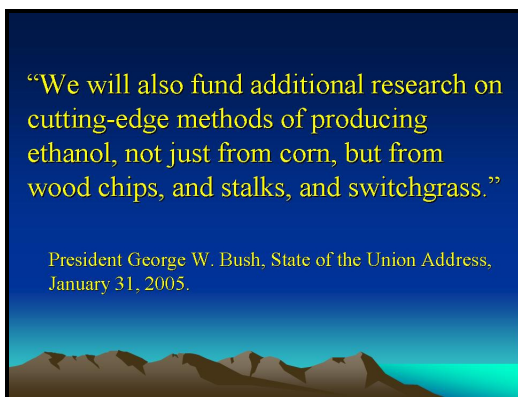 “We will also fund additional research on
cutting-edge methods of producing
ethanol, not just from corn, but from
wood chips, and stalks, and switchgrass.”
President George W. Bush, State of the Union Address,
January 31, 2005.